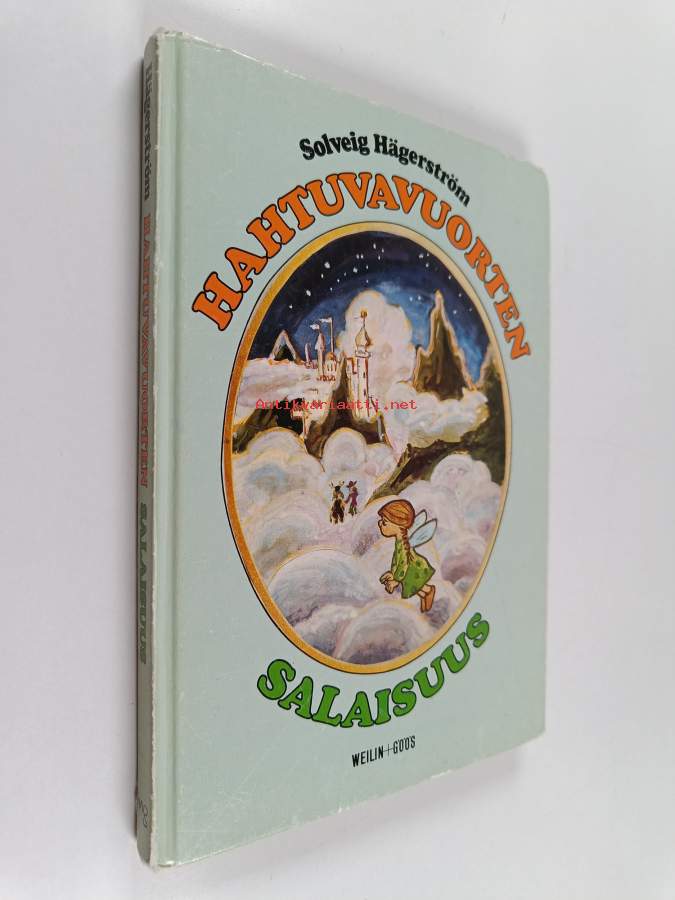 Solveig Hägerström
HAHTUVAVUORTEN
SALAISUUS
WEILIN+GÖÖS
Hägerström HAHTUVAVUORTEN SALAISUUS
Antikvariaatti.net